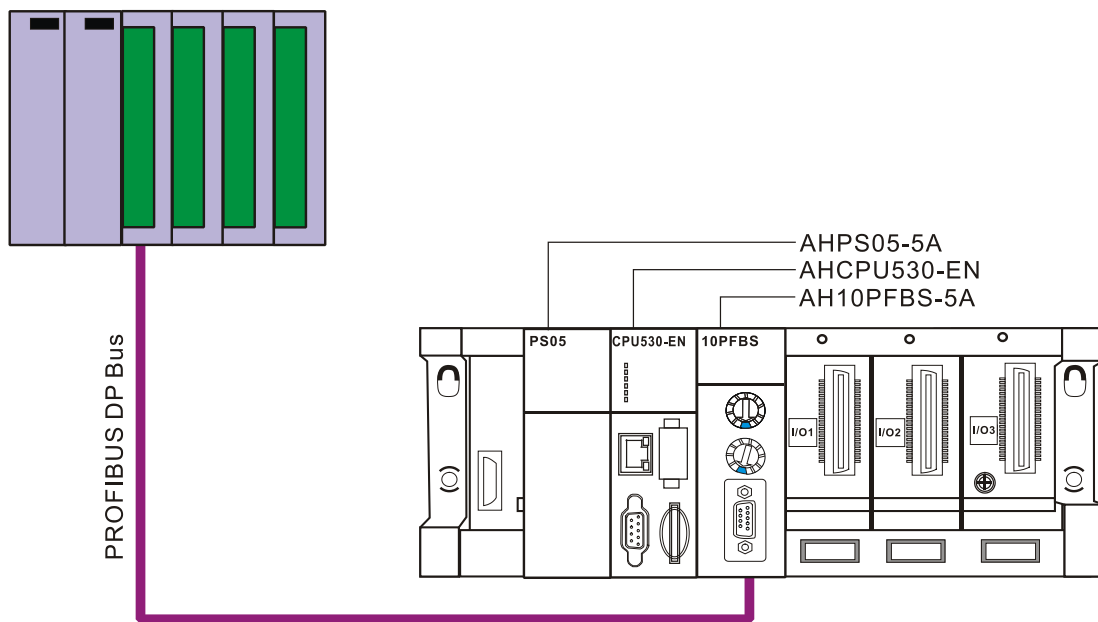 AHPS05-5A
AHCPU530-EN
AH10PFBS-5A
PS05
CPU530-EN
10PFBS
I/O1
I/O2
I/O3
PROFIBUS DP Bus